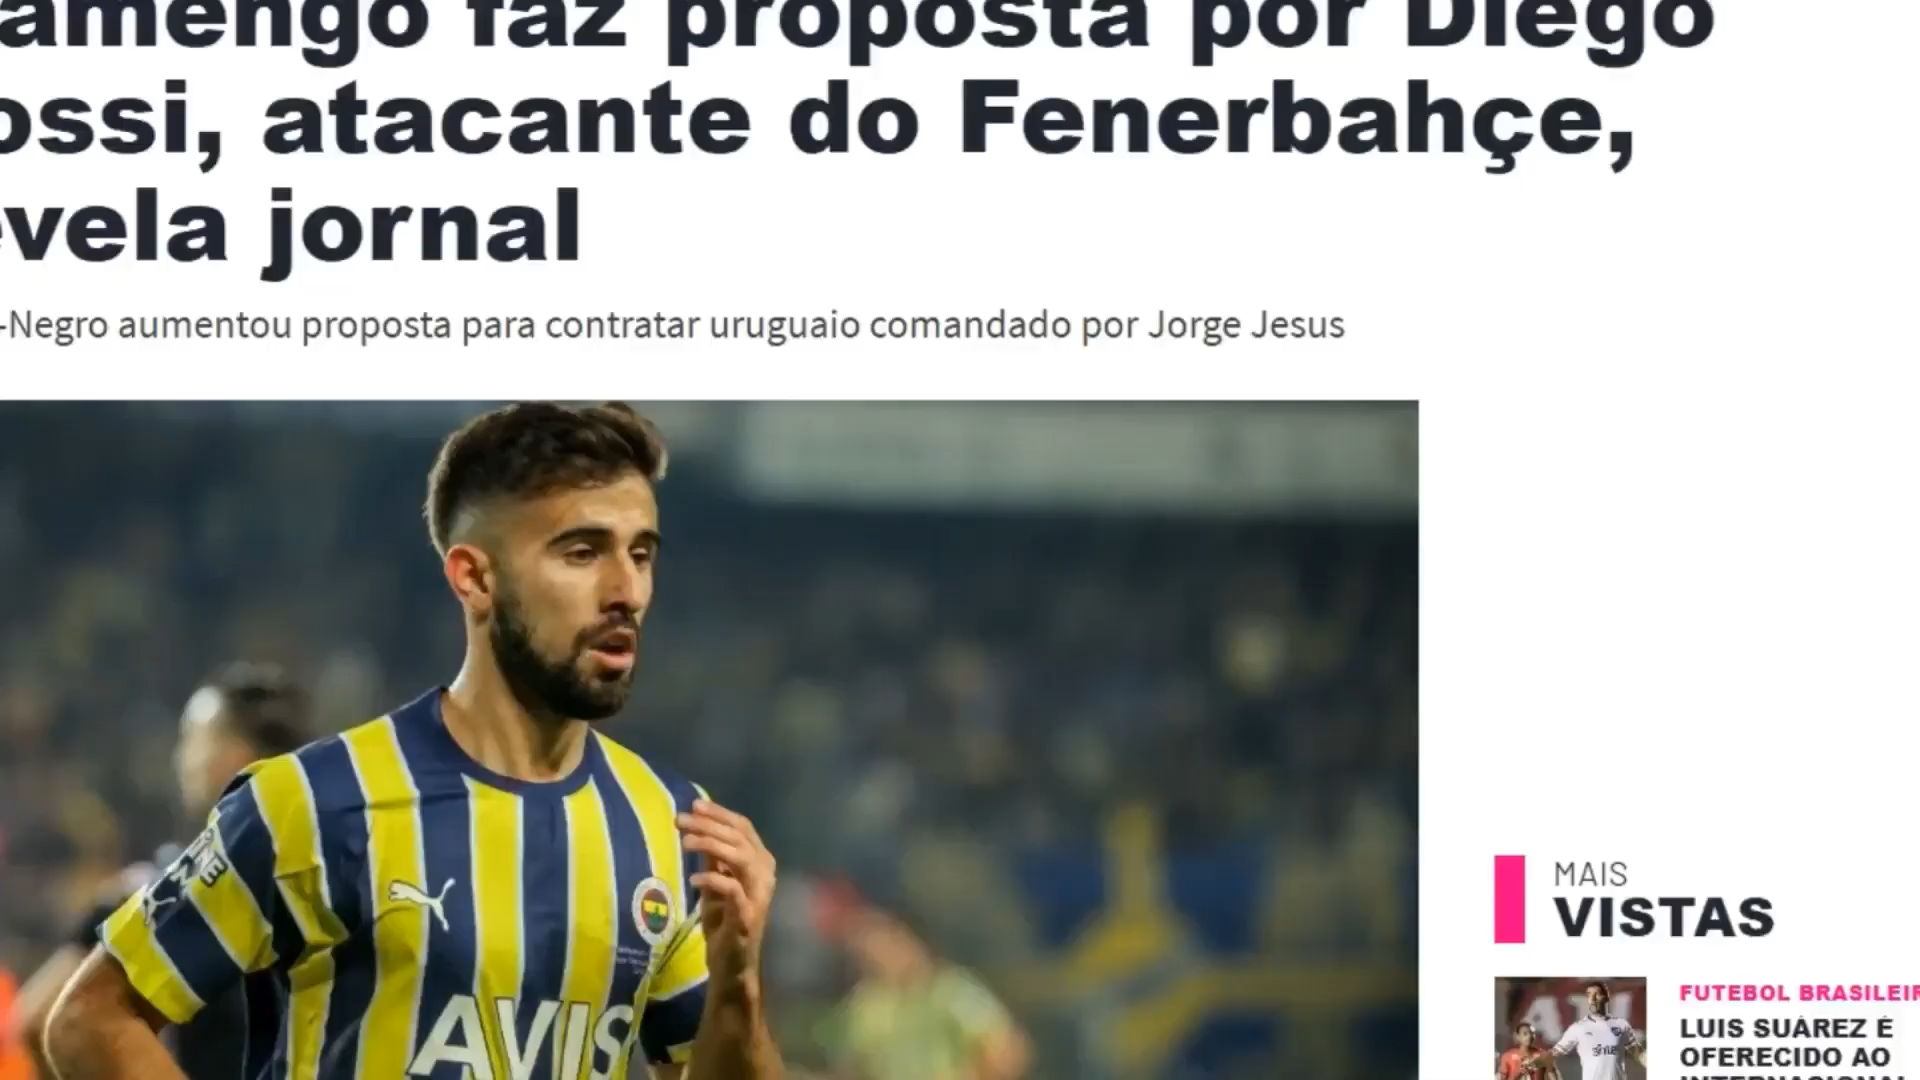 amengo faz proposta por Diego
ossi, atacante do Fenerbahçe,
evela jornal
-Negro aumentou proposta para contratar uruguaio comandado por Jorge Jesus
AVIS
MAIS
VISTAS
FUTEBOL BRASILEIR
LUIS SUÁREZ É
OFERECIDO AO
INTERNACIONAL